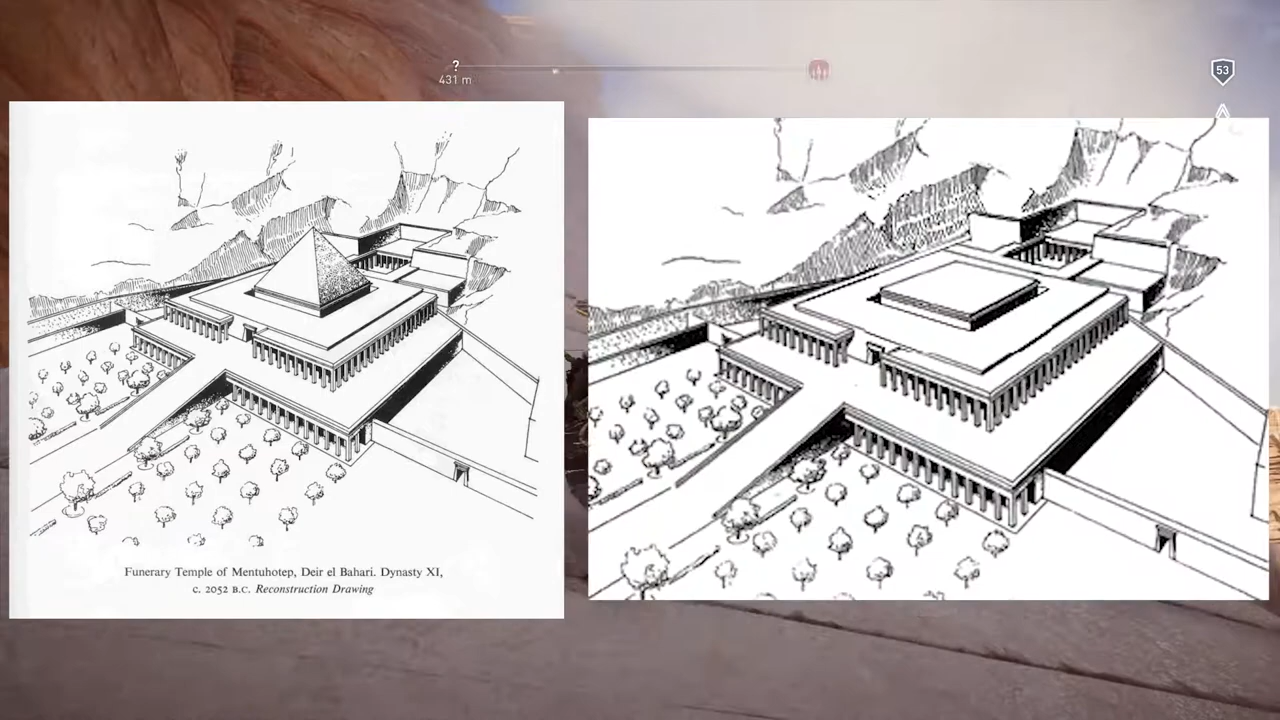 ?
431 m
53
Funerary Temple of Mentuhotep, Deir el Bahari. Dynasty XI,
c. 2052 B.C. Reconstruction Drawing